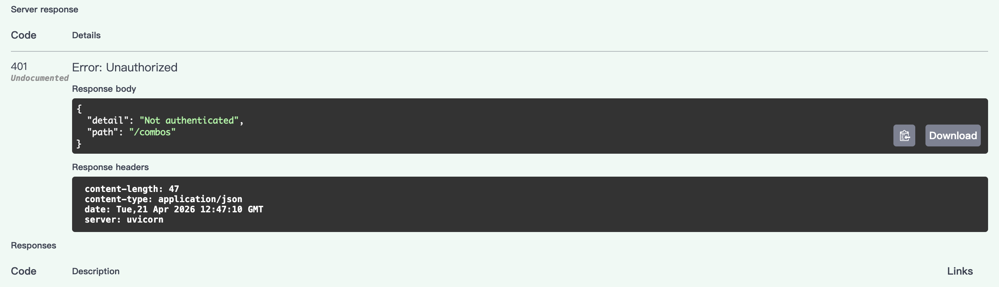 Server response
Code Details
401 Error: Unauthorized
Undocumented
Response body
{
  "detail": "Not authenticated",
  "path": "/combos"
}
Download
Response headers
content-length: 47
content-type: application/json
date: Tue,21 Apr 2026 12:47:10 GMT
server: uvicorn
Responses
Code Description Links